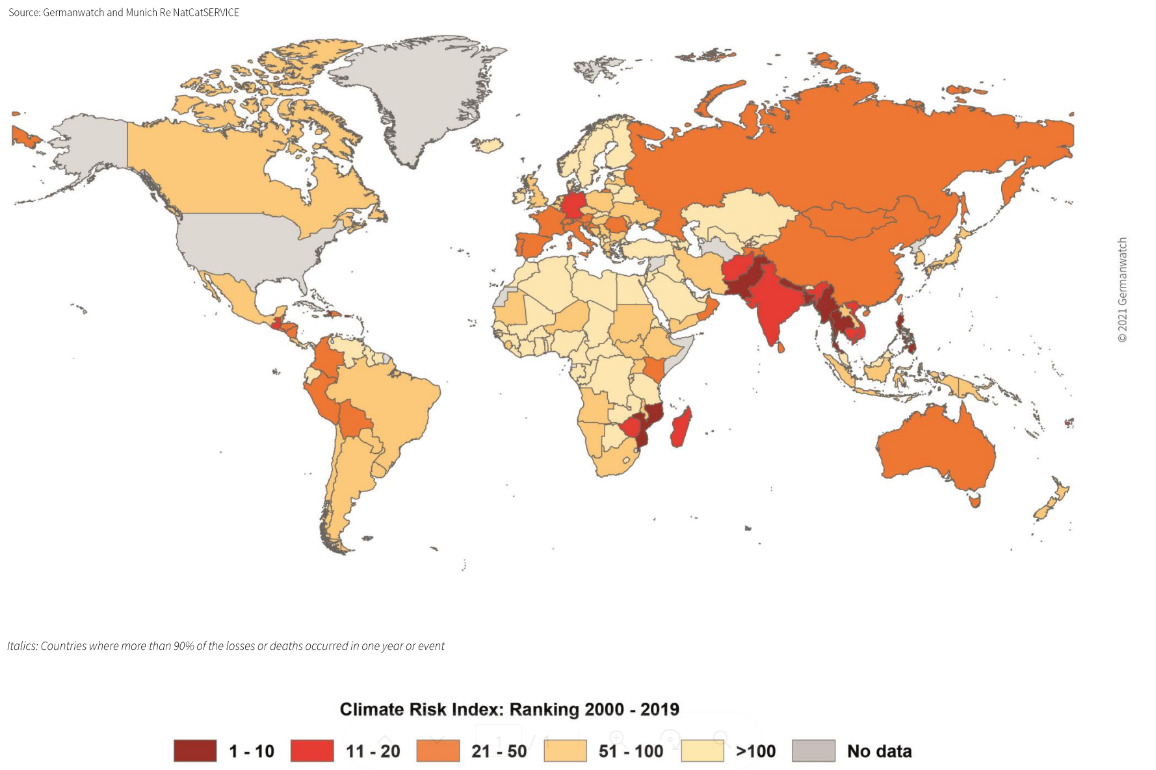 Source: Germanwatch and Munich Re NatCatSERVICE
© 2021 Germanwatch
Italics: Countries where more than 90% of the losses or deaths occurred in one year or event
Climate Risk Index: Ranking 2000 - 2019
1 - 10
11 - 20
21 - 50
51 - 100
>100
No data